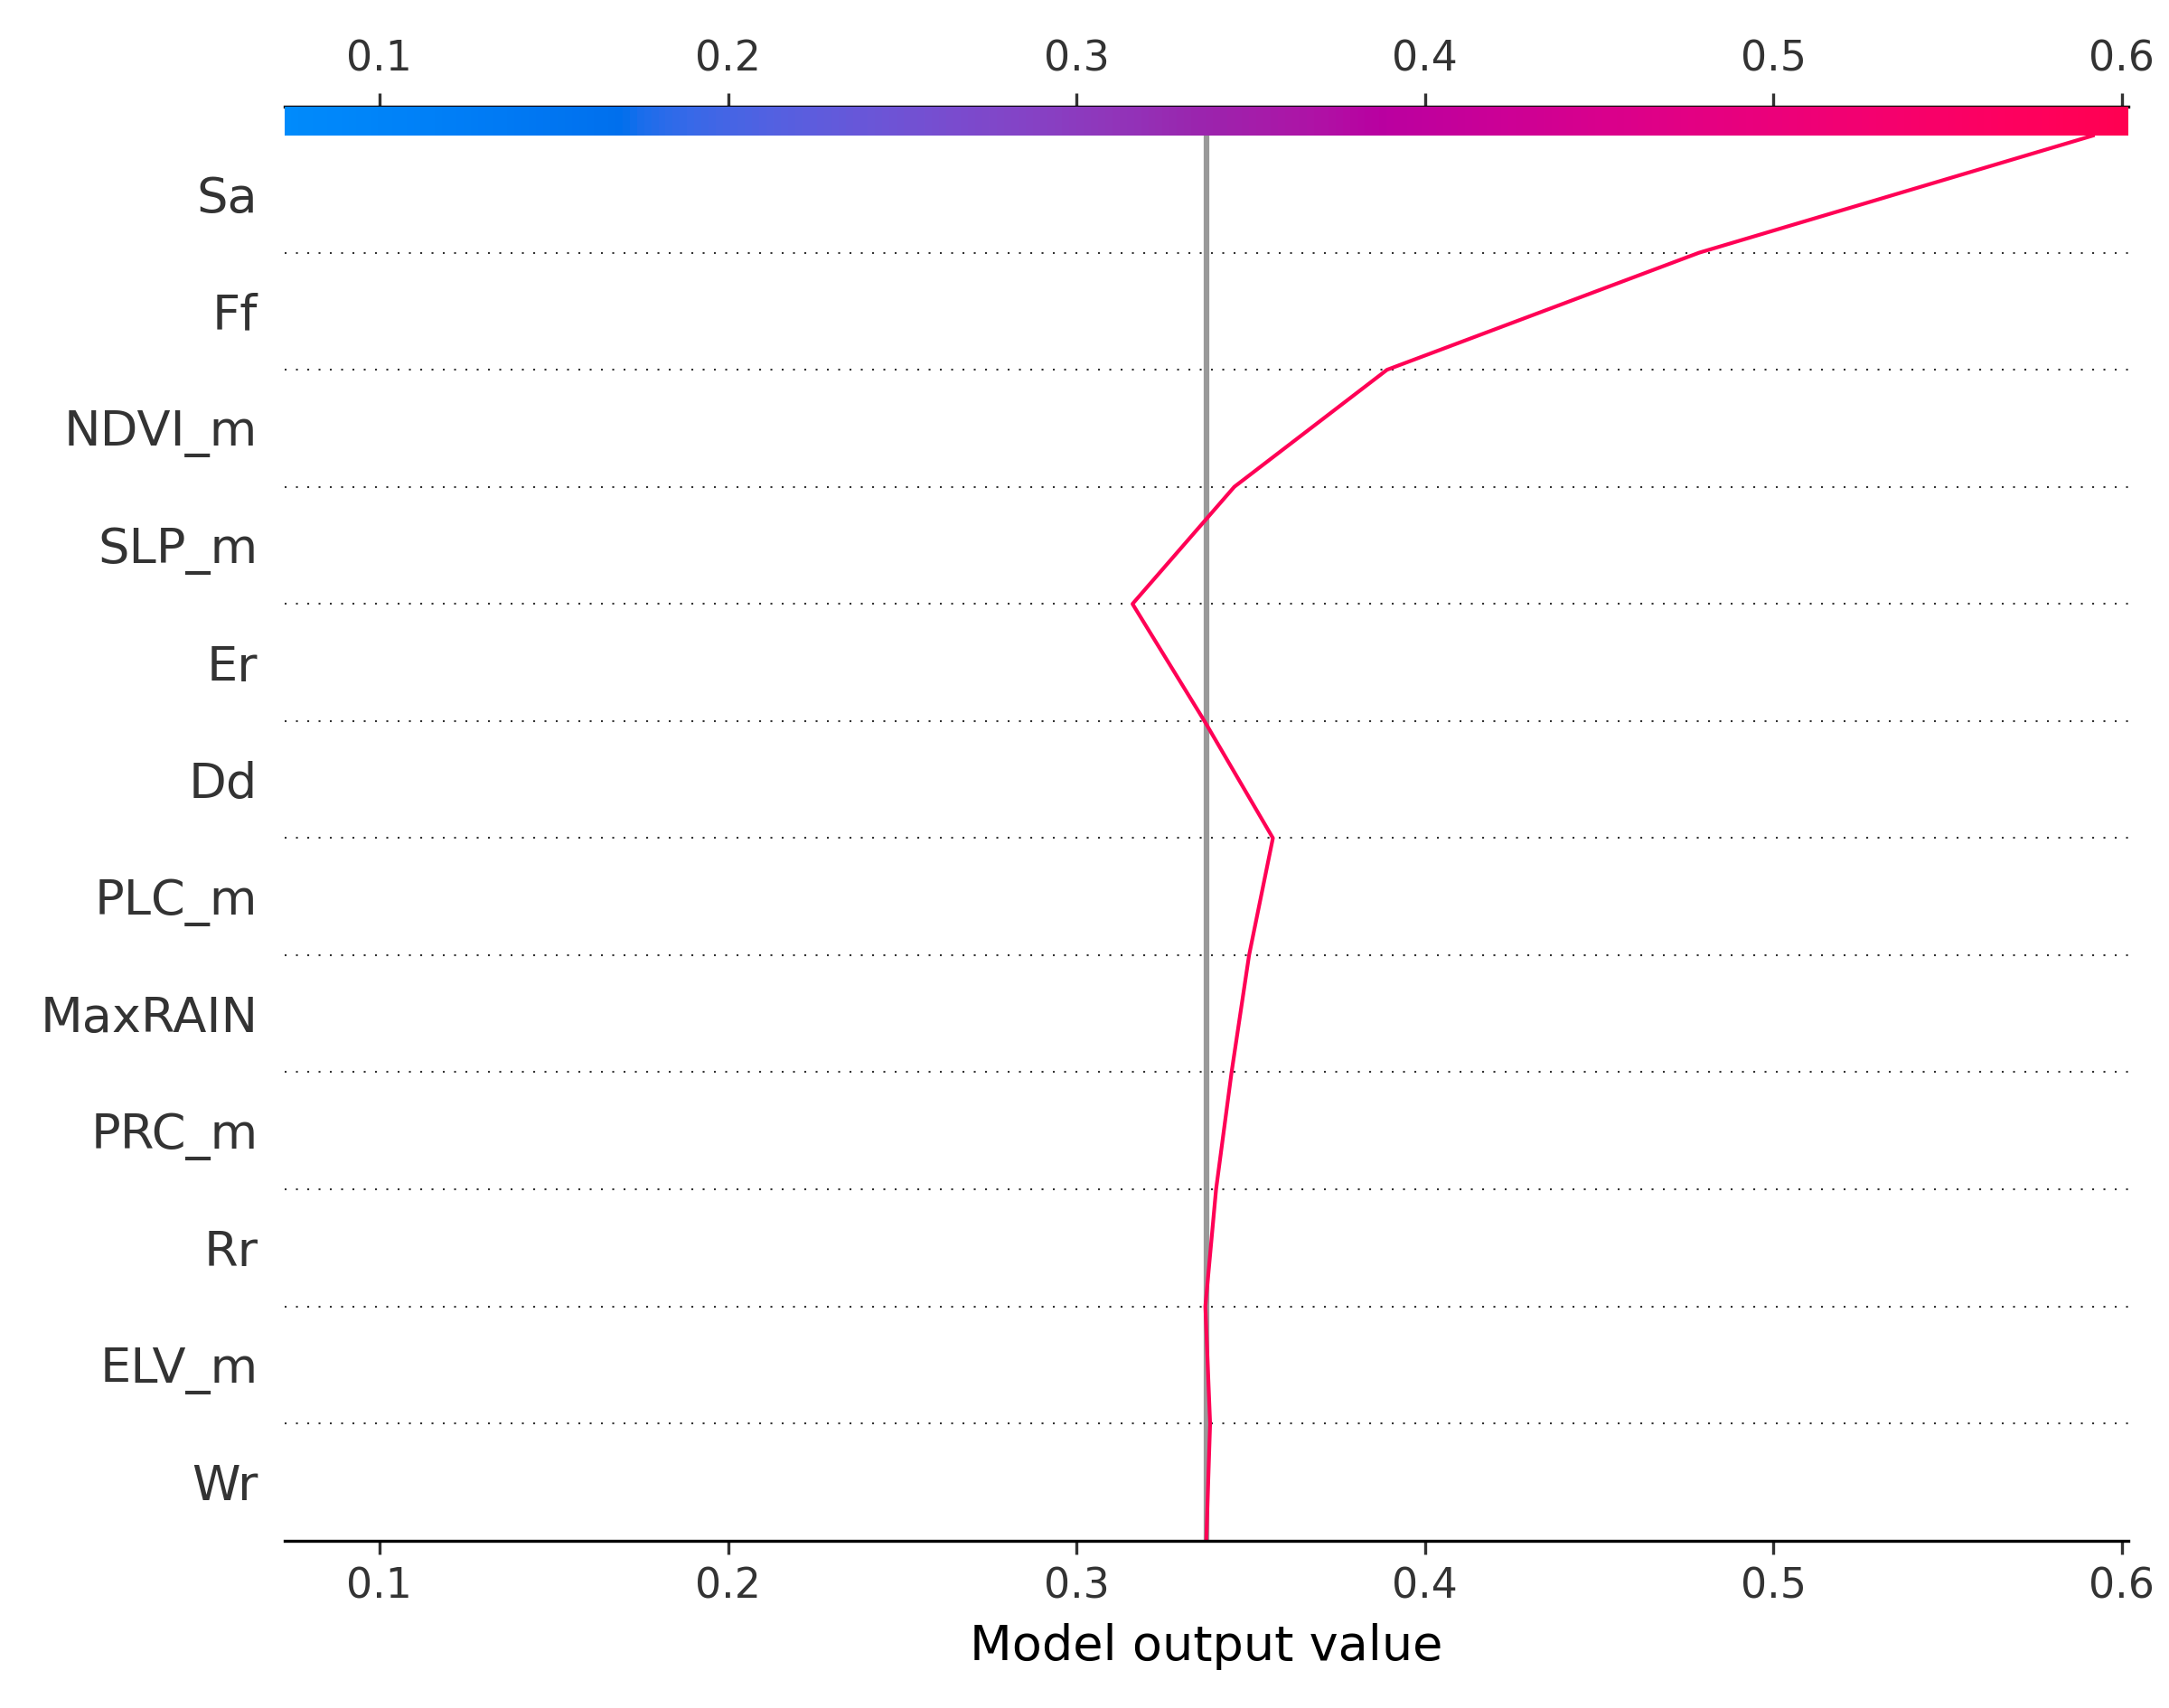 0.1 0.2 0.3 0.4 0.5 0.6
Sa
Ff
NDVI_m
SLP_m
Er
Dd
PLC_m
MaxRAIN
PRC_m
Rr
ELV_m
Wr
0.1 0.2 0.3 0.4 0.5 0.6
Model output value